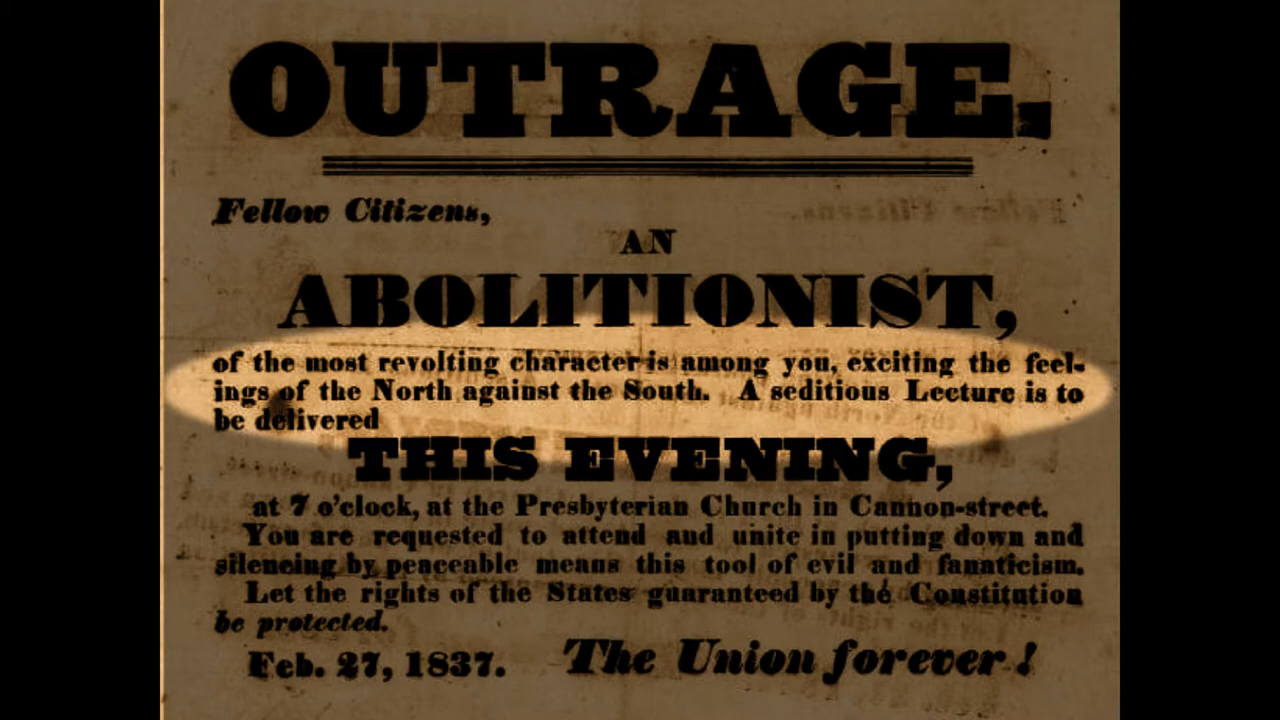 OUTRAGE.
Fellow Citizens,
AN
ABOLITIONIST,
of the most revolting character is among you, exciting the feel-
ings of the North against the South. A seditious Lecture is to
be delivered
THIS EVENING,
at 7 o'clock, at the Presbyterian Church in Cannon-street.
You are requested to attend and unite in putting down and
silencing by peaceable means this tool of evil and fanaticism.
Let the rights of the States guaranteed by the Constitution
be protected.
Feb. 27, 1837. The Union forever!